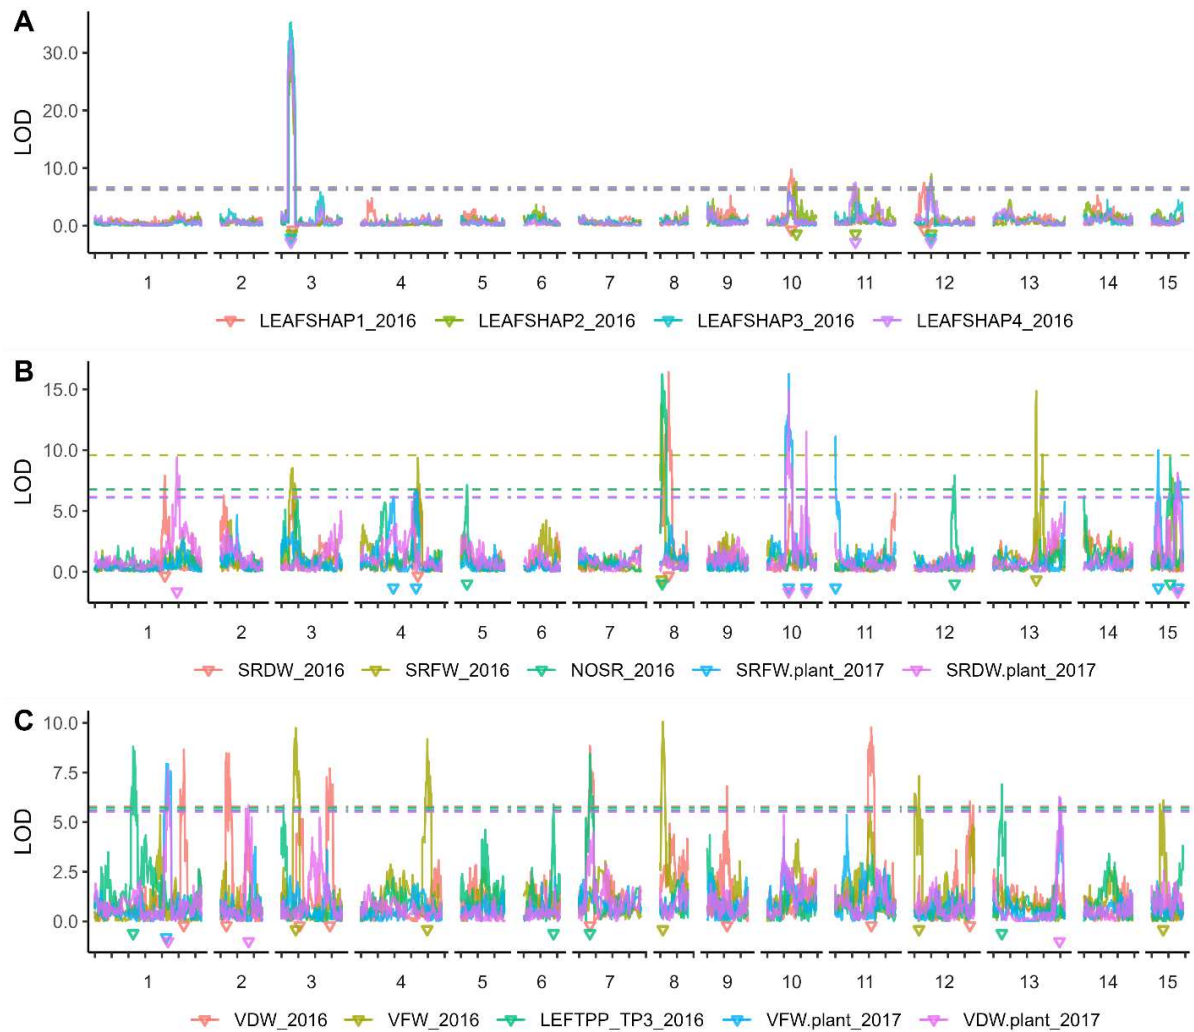 A
LOD
30.0
20.0
10.0
0.0
1 2 3 4 5 6 7 8 9 10 11 12 13 14 15
LEAFSHAP1_2016 LEAFSHAP2_2016 LEAFSHAP3_2016 LEAFSHAP4_2016
B
LOD
15.0
10.0
5.0
0.0
1 2 3 4 5 6 7 8 9 10 11 12 13 14 15
SRDW_2016 SRFW_2016 NOSR_2016 SRFW.plant_2017 SRDW.plant_2017
C
LOD
10.0
7.5
5.0
2.5
0.0
1 2 3 4 5 6 7 8 9 10 11 12 13 14 15
VDW_2016 VFW_2016 LEFTPP_TP3_2016 VFW.plant_2017 VDW.plant_2017